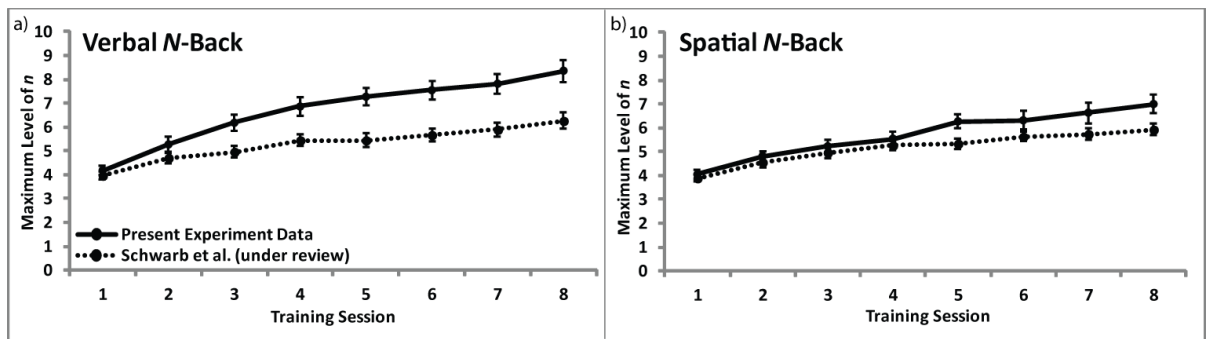 a)
Verbal N-Back
Maximum Level of n
10
9
8
7
6
5
4
3
2
1
0
Present Experiment Data
Schwarb et al. (under review)
1 2 3 4 5 6 7 8
Training Session
b)
Spatial N-Back
Maximum Level of n
10
9
8
7
6
5
4
3
2
1
0
1 2 3 4 5 6 7 8
Training Session